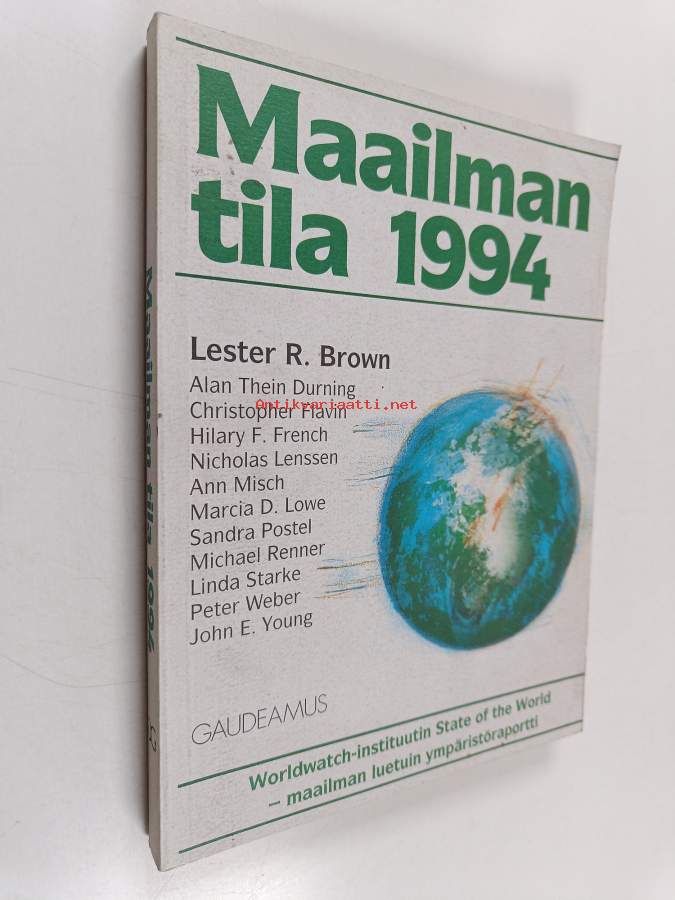 Maailman
tila 1994
Lester R. Brown
Alan Thein Durning
Christopher Flavin
Antikvariaatti.net
Hilary F. French
Nicholas Lenssen
Ann Misch
Marcia D. Lowe
Sandra Postel
Michael Renner
Linda Starke
Peter Weber
John E. Young
GAUDEAMUS
Worldwatch-instituutin State of the World
– maailman luetuin ympäristöraportti
Maailman tila 1994